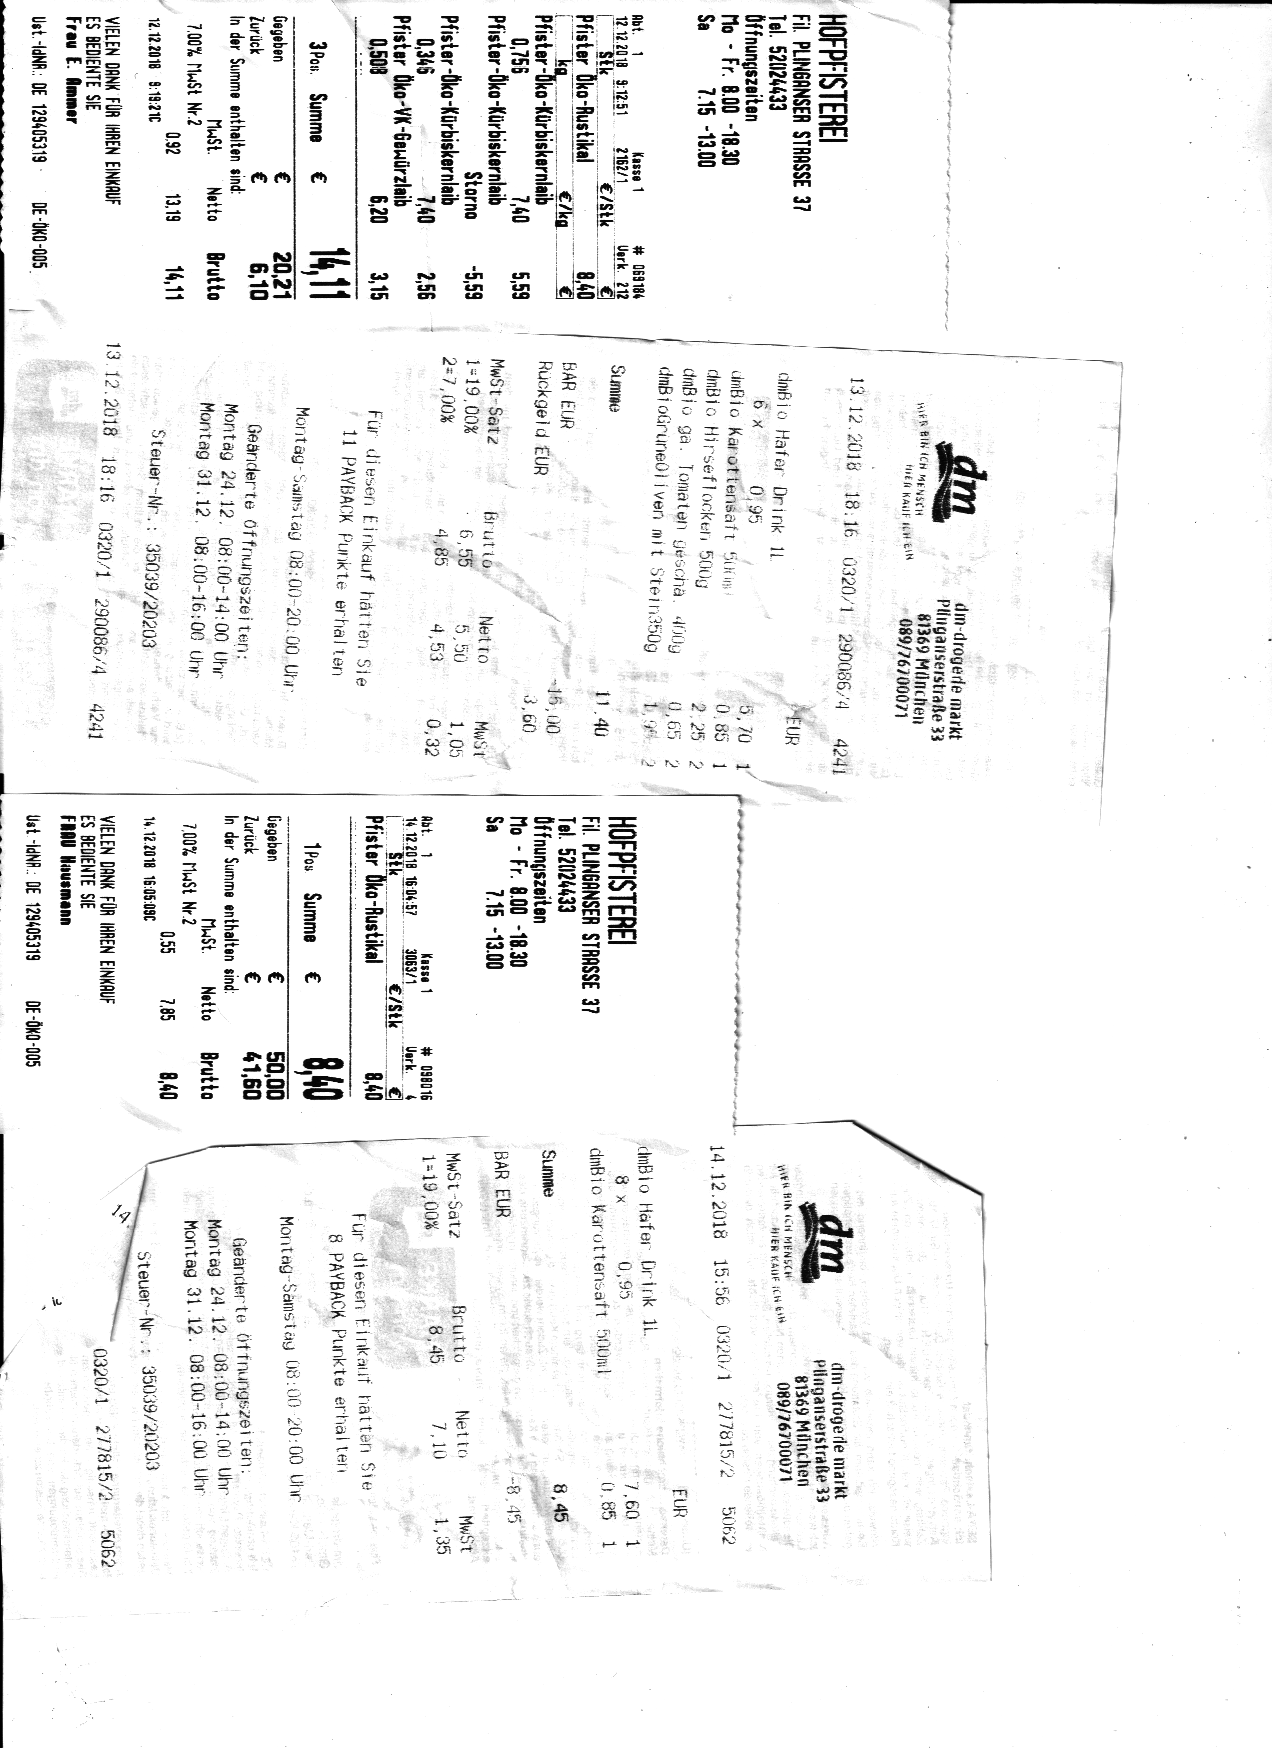 HOFPFISTEREI
Fil. PLINGANSER STRASSE 37
Tel. 52024433
Öffnungszeiten
Mo - Fr. 8.00 -18.30
Sa 7.15 -13.00
Abt. 1 Kasse 1 # 069184
12.12.2018 9:12:51 2162/1 Verk. 212
Stk €/Stk €
Pfister Öko-Rustikal 8,40
kg €/kg €
Pfister-Öko-Kürbiskernlaib
0,756 7,40 5,59
Pfister-Öko-Kürbiskernlaib
Storno -5,59
Pfister-Öko-Kürbiskernlaib
0,346 7,40 2,56
Pfister Öko-VK-Gewürzlaib
0,508 6,20 3,15
3Pos. Summe € 14,11
Gegeben € 20,21
Zurück € 6,10
In der Summe enthalten sind:
MwSt. Netto Brutto
7.00% MwSt Nr.2
0.92 13.19 14,11
12.12.2018 9:19:21C
VIELEN DANK FÜR IHREN EINKAUF
ES BEDIENTE SIE
Frau E. Ammer
Ust.-IdNR.: DE 129405319 DE-ÖKO-005
dm
HIER BIN ICH MENSCH
HIER KAUF ICH EIN
dm-drogerie markt
Plinganserstraße 33
81369 München
089/76700071
13.12.2018 18:16 0320/1 290086/4 4241
EUR
dmBio Hafer Drink 1L
6 x 0,95 5,70 1
dmBio Karottensaft 500ml 0,85 1
dmBio Hirseflocken 500g 2,25 2
dmBio ga. Tomaten gescha. 400g 0,65 2
dmBioGrüneOliven mit Stein350g 1,95 2
Summe 11,40
BAR EUR -15,00
Rückgeld EUR 3,60
MwSt-Satz Brutto Netto MwSt
1=19,00% 6,55 5,50 1,05
2=7,00% 4,85 4,53 0,32
Für diesen Einkauf hätten Sie
11 PAYBACK Punkte erhalten
Montag-Samstag 08:00-20:00 Uhr
Geänderte Öffnungszeiten:
Montag 24.12. 08:00-14:00 Uhr
Montag 31.12. 08:00-16:00 Uhr
Steuer-Nr.: 35039/20203
13.12.2018 18:16 0320/1 290086/4 4241
HOFPFISTEREI
Fil. PLINGANSER STRASSE 37
Tel. 52024433
Öffnungszeiten
Mo - Fr. 8.00 -18.30
Sa 7.15 -13.00
Abt. 1 Kasse 1 # 098016
14.12.2018 16:04:57 3063/1 Verk. 4
Stk €/Stk €
Pfister Öko-Rustikal 8,40
1Pos Summe € 8,40
Gegeben € 50,00
Zurück € 41,60
In der Summe enthalten sind:
MwSt. Netto Brutto
7.00% MwSt Nr.2
0.55 7.85 8,40
14.12.2018 16:05:09C
VIELEN DANK FÜR IHREN EINKAUF
ES BEDIENTE SIE
FRAU Hausmann
Ust.-IdNR.: DE 129405319 DE-ÖKO-005
dm
HIER BIN ICH MENSCH
HIER KAUF ICH EIN
dm-drogerie markt
Plinganserstraße 33
81369 München
089/76700071
14.12.2018 15:56 0320/1 277815/2 5062
EUR
dmBio Hafer Drink 1L
8 x 0,95 7,60 1
dmBio Karottensaft 500ml 0,85 1
Summe 8,45
BAR EUR -8,45
MwSt-Satz Brutto Netto MwSt
1=19,00% 8,45 7,10 1,35
Für diesen Einkauf hätten Sie
8 PAYBACK Punkte erhalten
Montag-Samstag 08:00-20:00 Uhr
Geänderte Öffnungszeiten:
Montag 24.12. 08:00-14:00 Uhr
Montag 31.12. 08:00-16:00 Uhr
Steuer-Nr.: 35039/20203
14. 0320/1 277815/2 5062